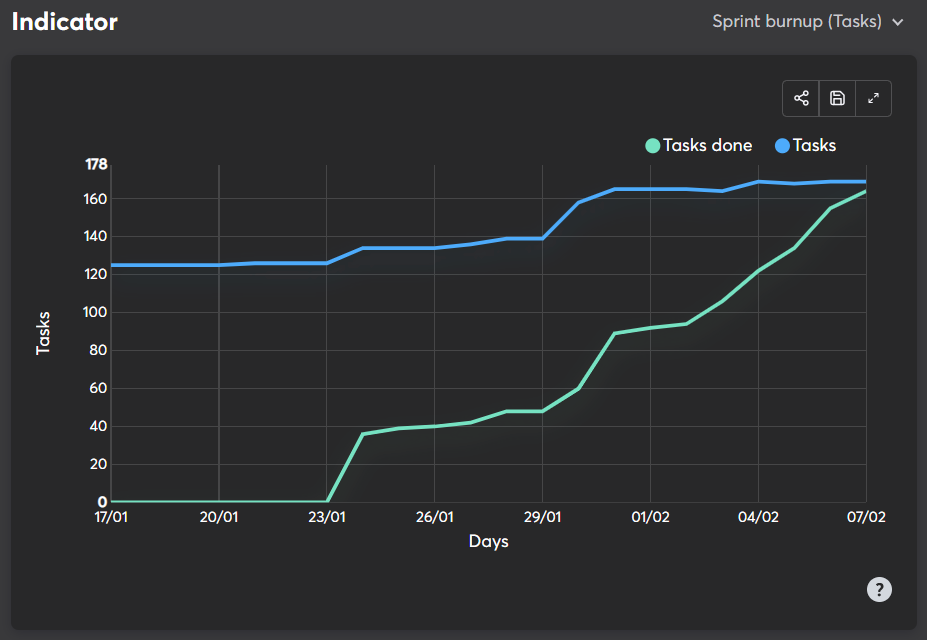 Indicator
Sprint burnup (Tasks)
Tasks done Tasks
178
160
140
120
100
80
60
40
20
0
Tasks
17/01 20/01 23/01 26/01 29/01 01/02 04/02 07/02
Days
?